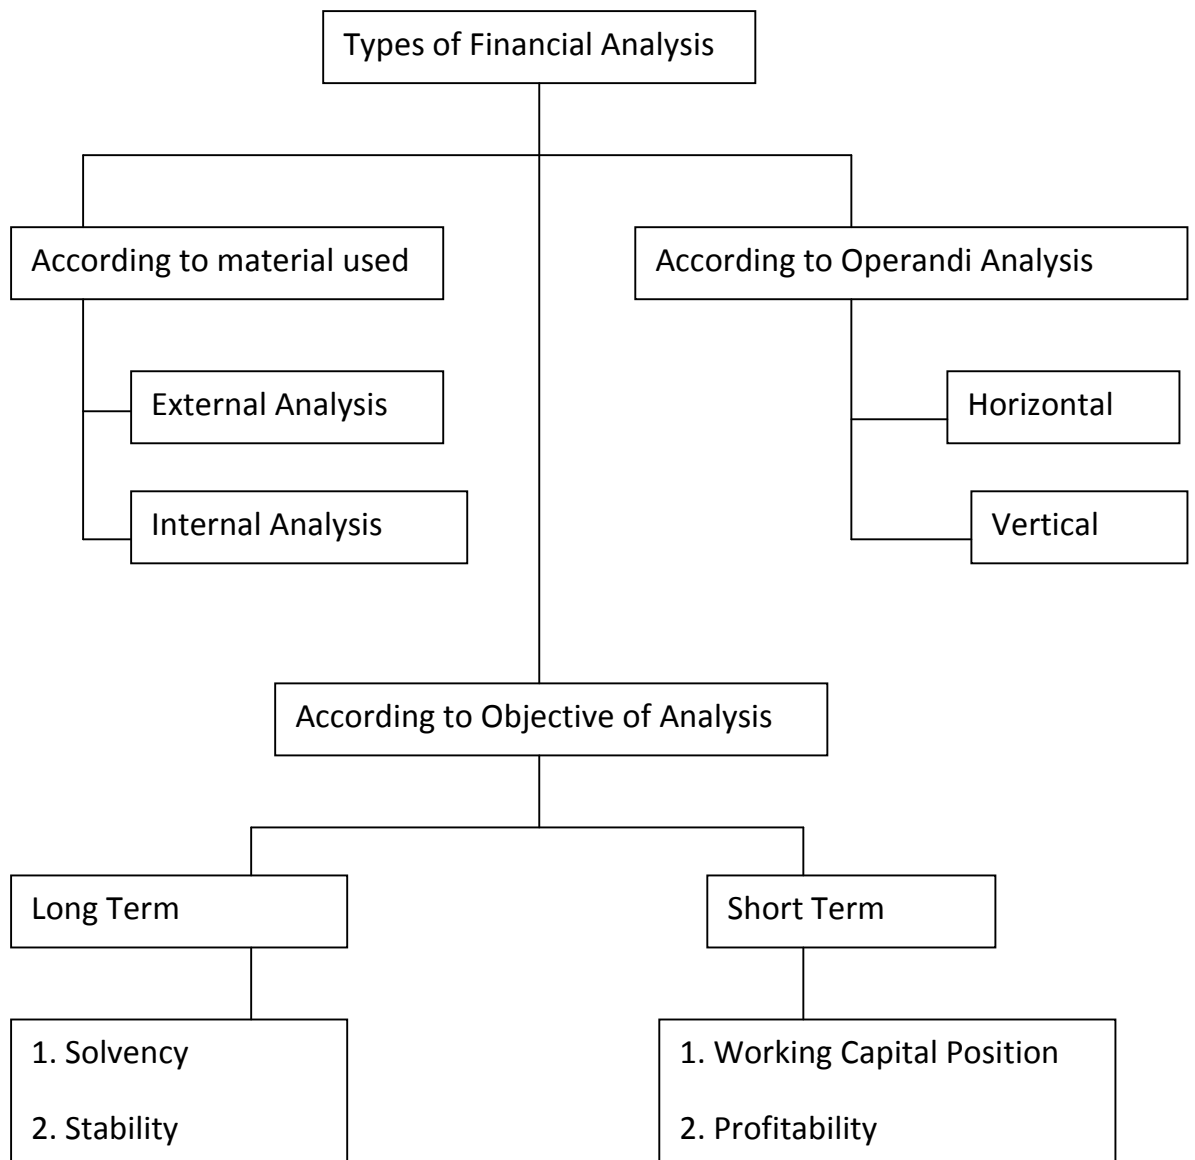 Types of Financial Analysis
According to material used
According to Operandi Analysis
External Analysis
Horizontal
Internal Analysis
Vertical
According to Objective of Analysis
Long Term
Short Term
1. Solvency
2. Stability
1. Working Capital Position
2. Profitability